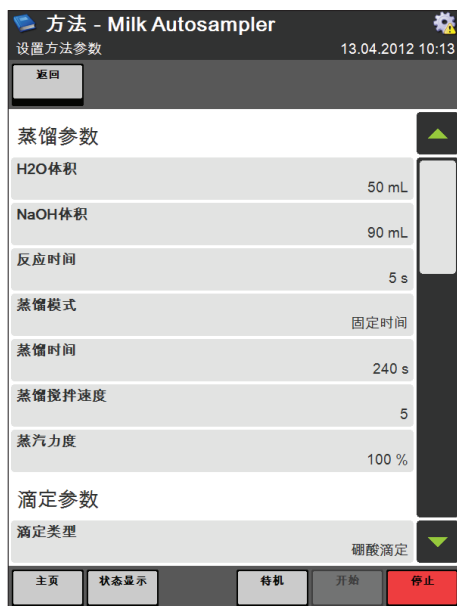 方法 - Milk Autosampler
设置方法参数 13.04.2012 10:13
返回
蒸馏参数
H2O体积
50 mL
NaOH体积
90 mL
反应时间
5 s
蒸馏模式
固定时间
蒸馏时间
240 s
蒸馏搅拌速度
5
蒸汽力度
100 %
滴定参数
滴定类型
硼酸滴定
主页 状态显示 待机 开始 停止